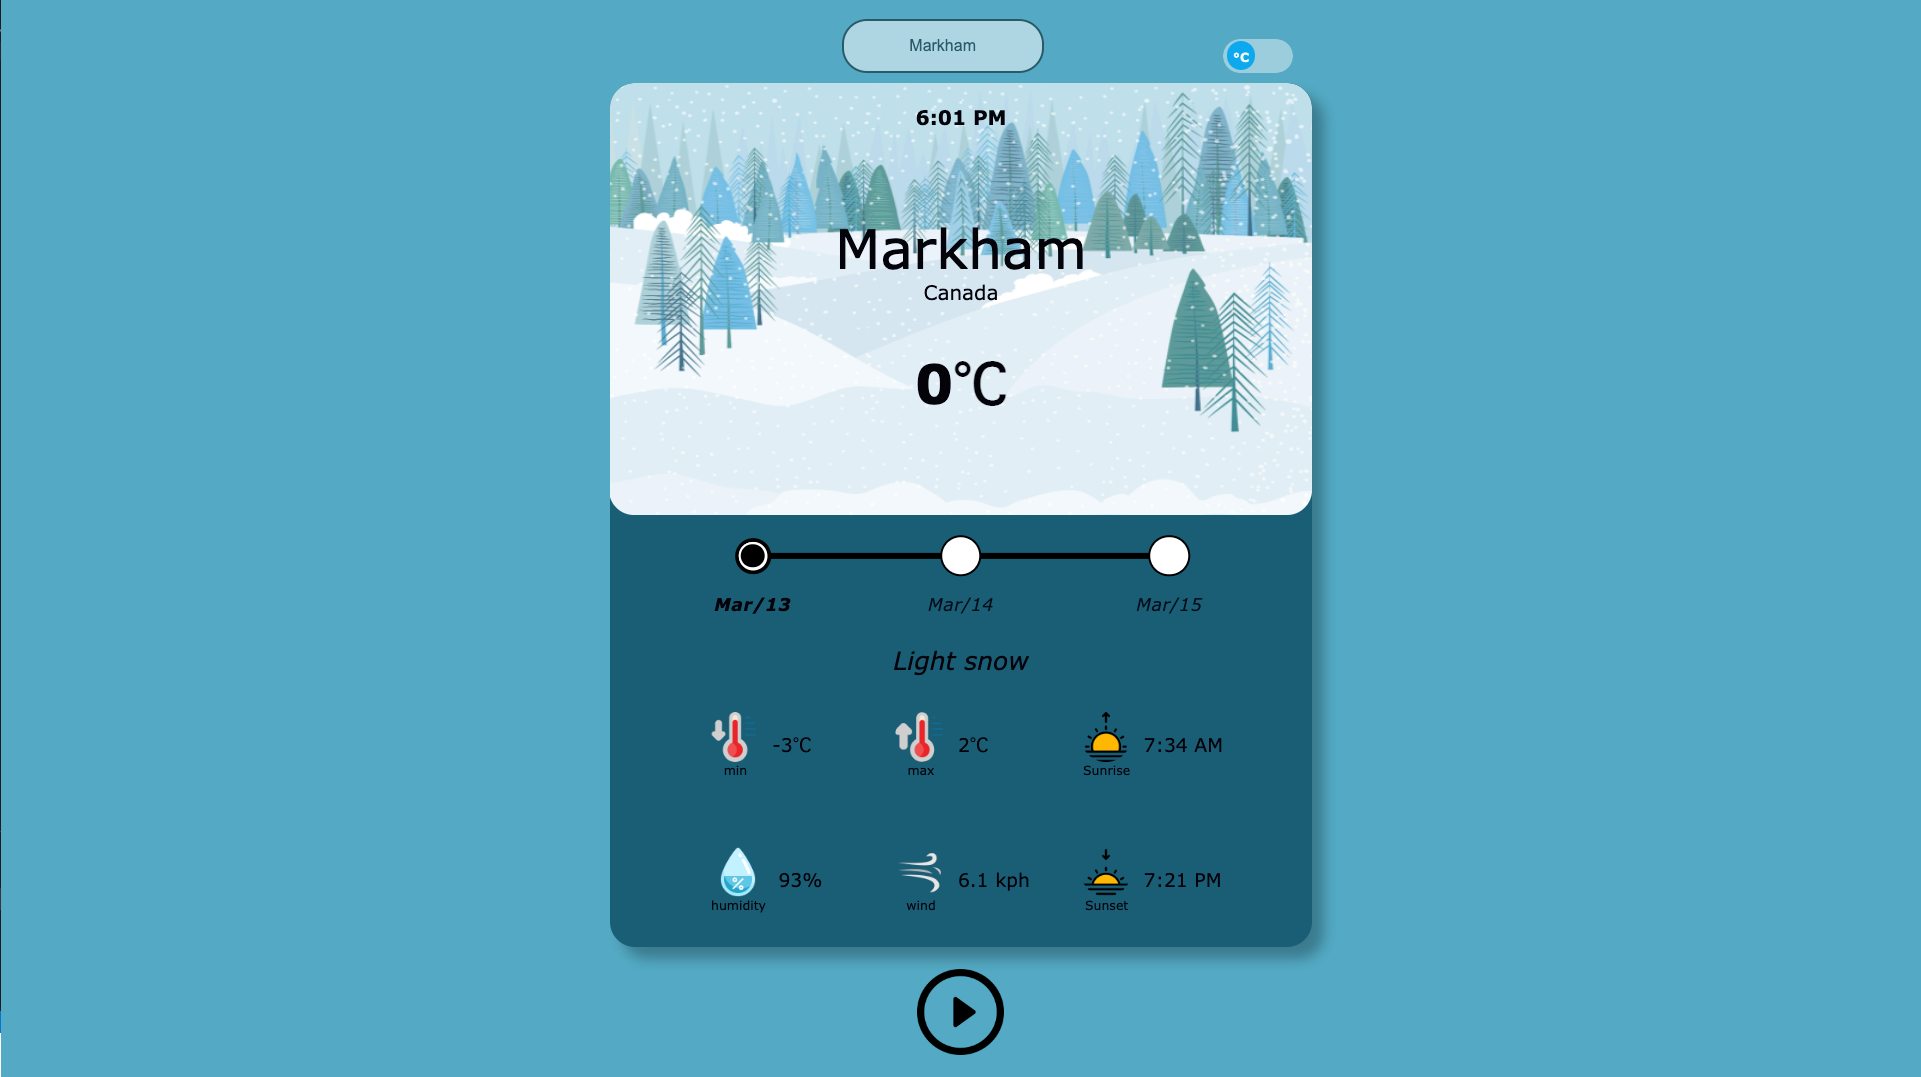 Markham
°C
6:01 PM
Markham
Canada
0°C
Mar/13
Mar/14
Mar/15
Light snow
-3°C
min
2°C
max
7:34 AM
Sunrise
%
93%
humidity
6.1 kph
wind
7:21 PM
Sunset